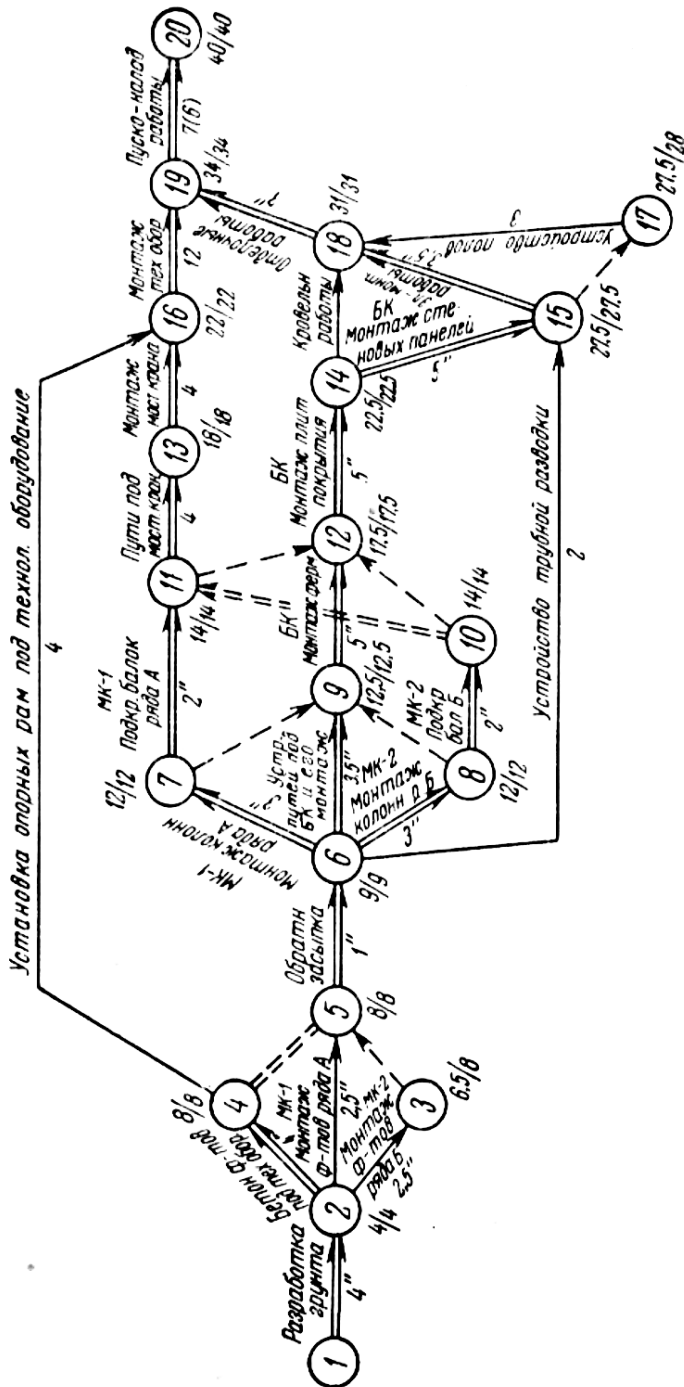 Установка опорных рам под технол. оборудование
4
Разработка
грунта
4"
1
2
4/4
Бетон ф-тов
под тех обор
4
8/8
МК-1
Монтаж
ф-тов ряда А
2,5"
МК-2
Монтаж
ф-тов
ряда Б
2,5"
3
6.5/8
5
8/8
Обратн
засыпка
1"
6
9/9
МК-1
Монтаж колонн
ряда А
3"
7
12/12
Устр
путей под
БК и его
монтаж
3,5"
МК-2
Монтаж
колонн р Б
3"
8
12/12
МК-1
Подкр. балок
ряда А
2"
9
12,5/12,5
МК-2
Подкр
бал Б
2"
10
14/14
11
14/14
БК"
монтаж ферм
5"
12
17.5/17.5
Пути под
мост кран
4
13
18/18
БК
Монтаж плит
покрытия
5"
14
22.5/22.5
Монтаж
мост крана
4
16
22/22
Кровельн
работы
БК
Монтаж сте-
новых панелей
5"
15
27.5/27.5
Устройство трубной разводки
2
Эл. монт
работы
3,5"
Устройство полов
3
17
27.5/28
18
31/31
Отделочные
работы
3"
Монтаж
тех обор
12
19
34/34
Пуско-налад
работы
7(6)
20
40/40